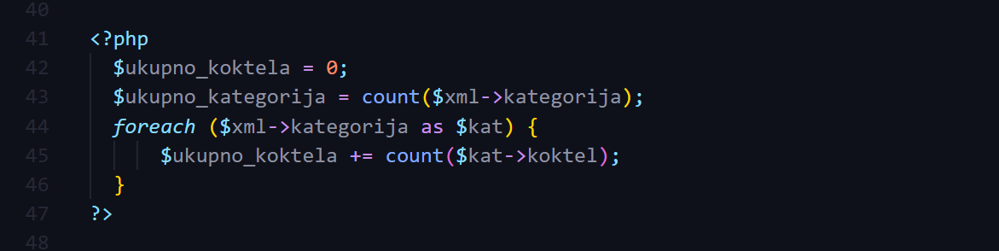 40
41 <?php
42 $ukupno_koktela = 0;
43 $ukupno_kategorija = count($xml->kategorija);
44 foreach ($xml->kategorija as $kat) {
45 $ukupno_koktela += count($kat->koktel);
46 }
47 ?>
48